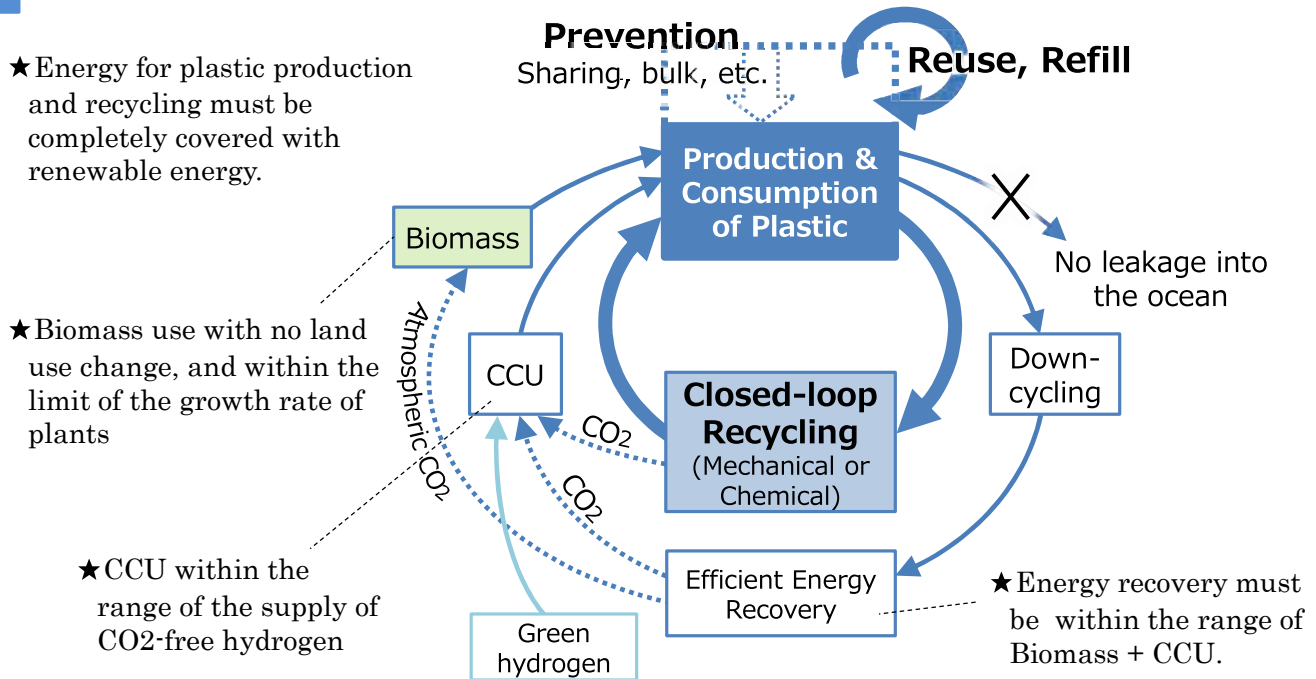 Prevention
Sharing, bulk, etc.
Reuse, Refill
★Energy for plastic production
and recycling must be
completely covered with
renewable energy.
Production &
Consumption
of Plastic
Biomass
No leakage into
the ocean
★Biomass use with no land
use change, and within the
limit of the growth rate of
plants
Atmospheric CO2
CCU
Down-
cycling
Closed-loop
Recycling
(Mechanical or
Chemical)
CO2
CO2
★CCU within the
range of the supply of
CO2-free hydrogen
Efficient Energy
Recovery
★Energy recovery must
be  within the range of
Biomass + CCU.
Green
hydrogen